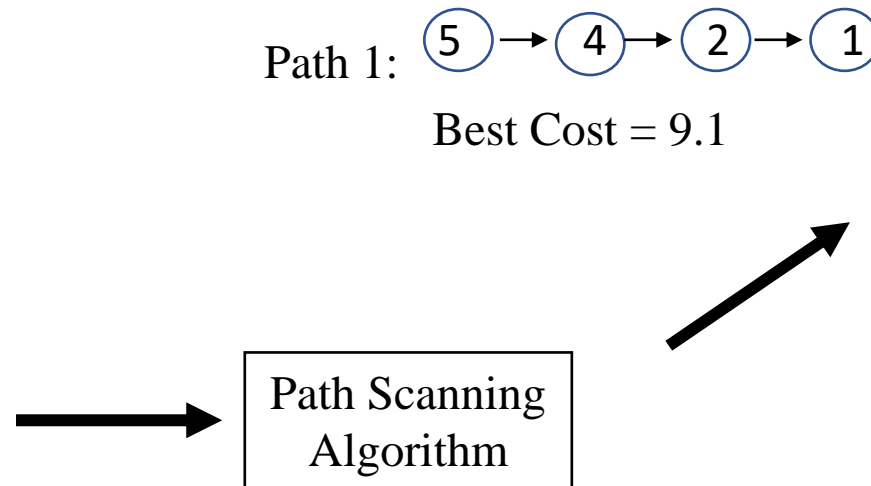 Path 1: 5 4 2 1
Best Cost = 9.1
Path Scanning
Algorithm